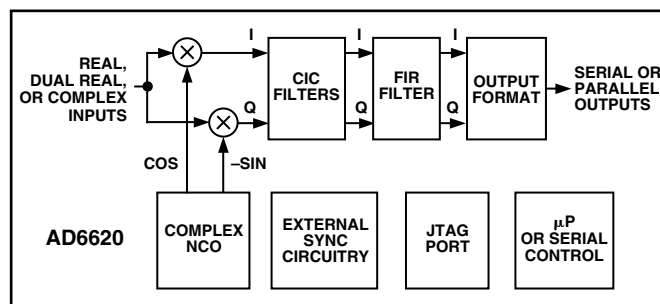 REAL,
DUAL REAL,
OR COMPLEX
INPUTS
I
Q
COS
–SIN
CIC
FILTERS
I
Q
FIR
FILTER
I
Q
OUTPUT
FORMAT
SERIAL OR
PARALLEL
OUTPUTS
AD6620
COMPLEX
NCO
EXTERNAL
SYNC
CIRCUITRY
JTAG
PORT
µP
OR SERIAL
CONTROL